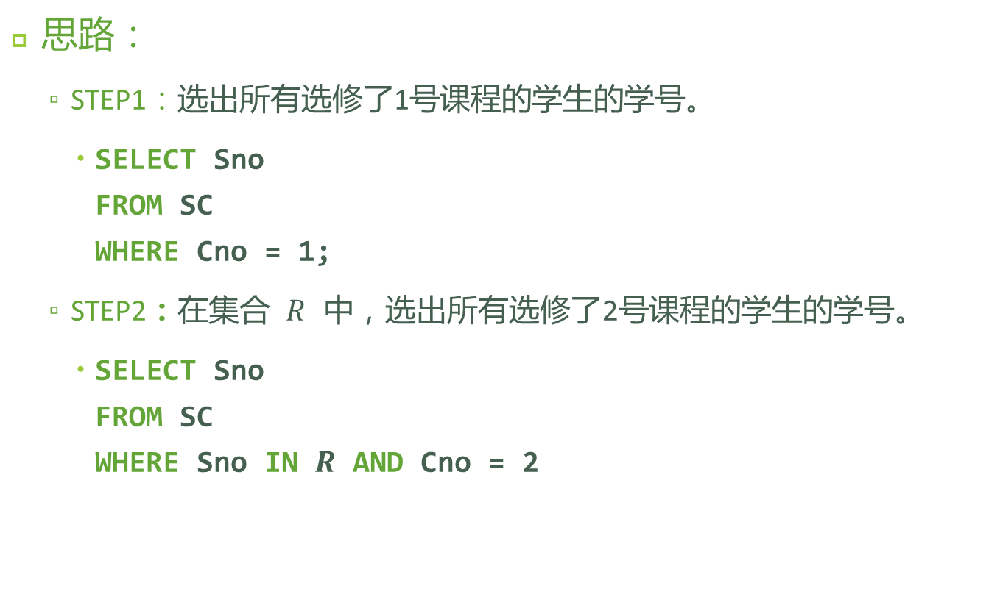 思路：
STEP1：选出所有选修了1号课程的学生的学号。
SELECT Sno
FROM SC
WHERE Cno = 1;
STEP2：在集合 R 中，选出所有选修了2号课程的学生的学号。
SELECT Sno
FROM SC
WHERE Sno IN R AND Cno = 2